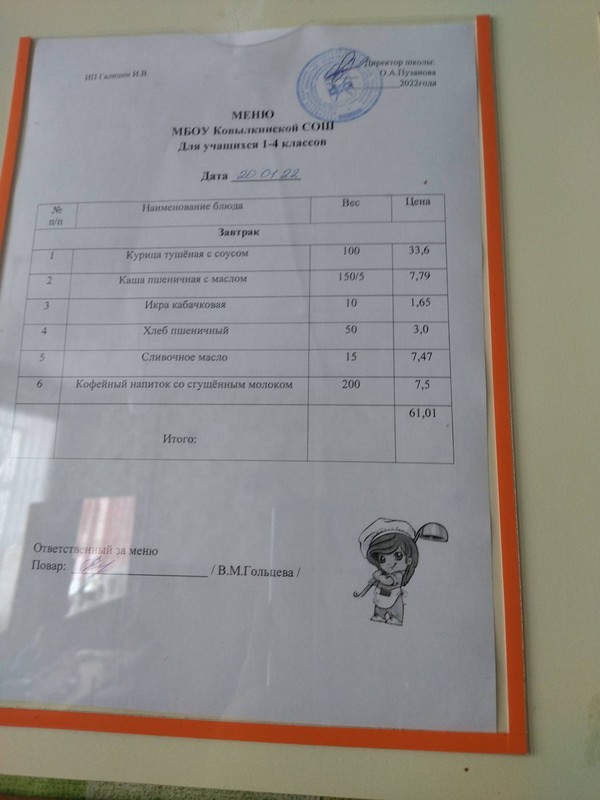 ИП Галицин И.В.
Директор школы:
О.А.Пузанова
2022года
МЕНЮ
МБОУ Ковылкинской СОШ
Для учащихся 1-4 классов
Дата 20 01 22
№ п/п Наименование блюда Вес Цена
Завтрак
1 Курица тушёная с соусом 100 33,6
2 Каша пшеничная с маслом 150/5 7,79
3 Икра кабачковая 10 1,65
4 Хлеб пшеничный 50 3,0
5 Сливочное масло 15 7,47
6 Кофейный напиток со сгущённым молоком 200 7,5
61,01
Итого:
Ответственный за меню
Повар: / В.М.Гольцева /